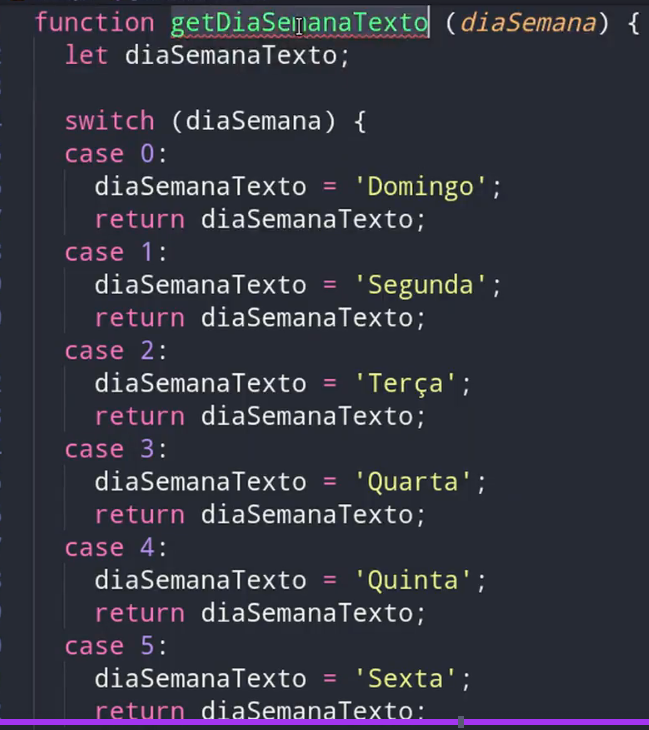 function getDiaSemanaTexto (diaSemana) {
let diaSemanaTexto;
switch (diaSemana) {
case 0:
diaSemanaTexto = 'Domingo';
return diaSemanaTexto;
case 1:
diaSemanaTexto = 'Segunda';
return diaSemanaTexto;
case 2:
diaSemanaTexto = 'Terça';
return diaSemanaTexto;
case 3:
diaSemanaTexto = 'Quarta';
return diaSemanaTexto;
case 4:
diaSemanaTexto = 'Quinta';
return diaSemanaTexto;
case 5:
diaSemanaTexto = 'Sexta';
return diaSemanaTexto;